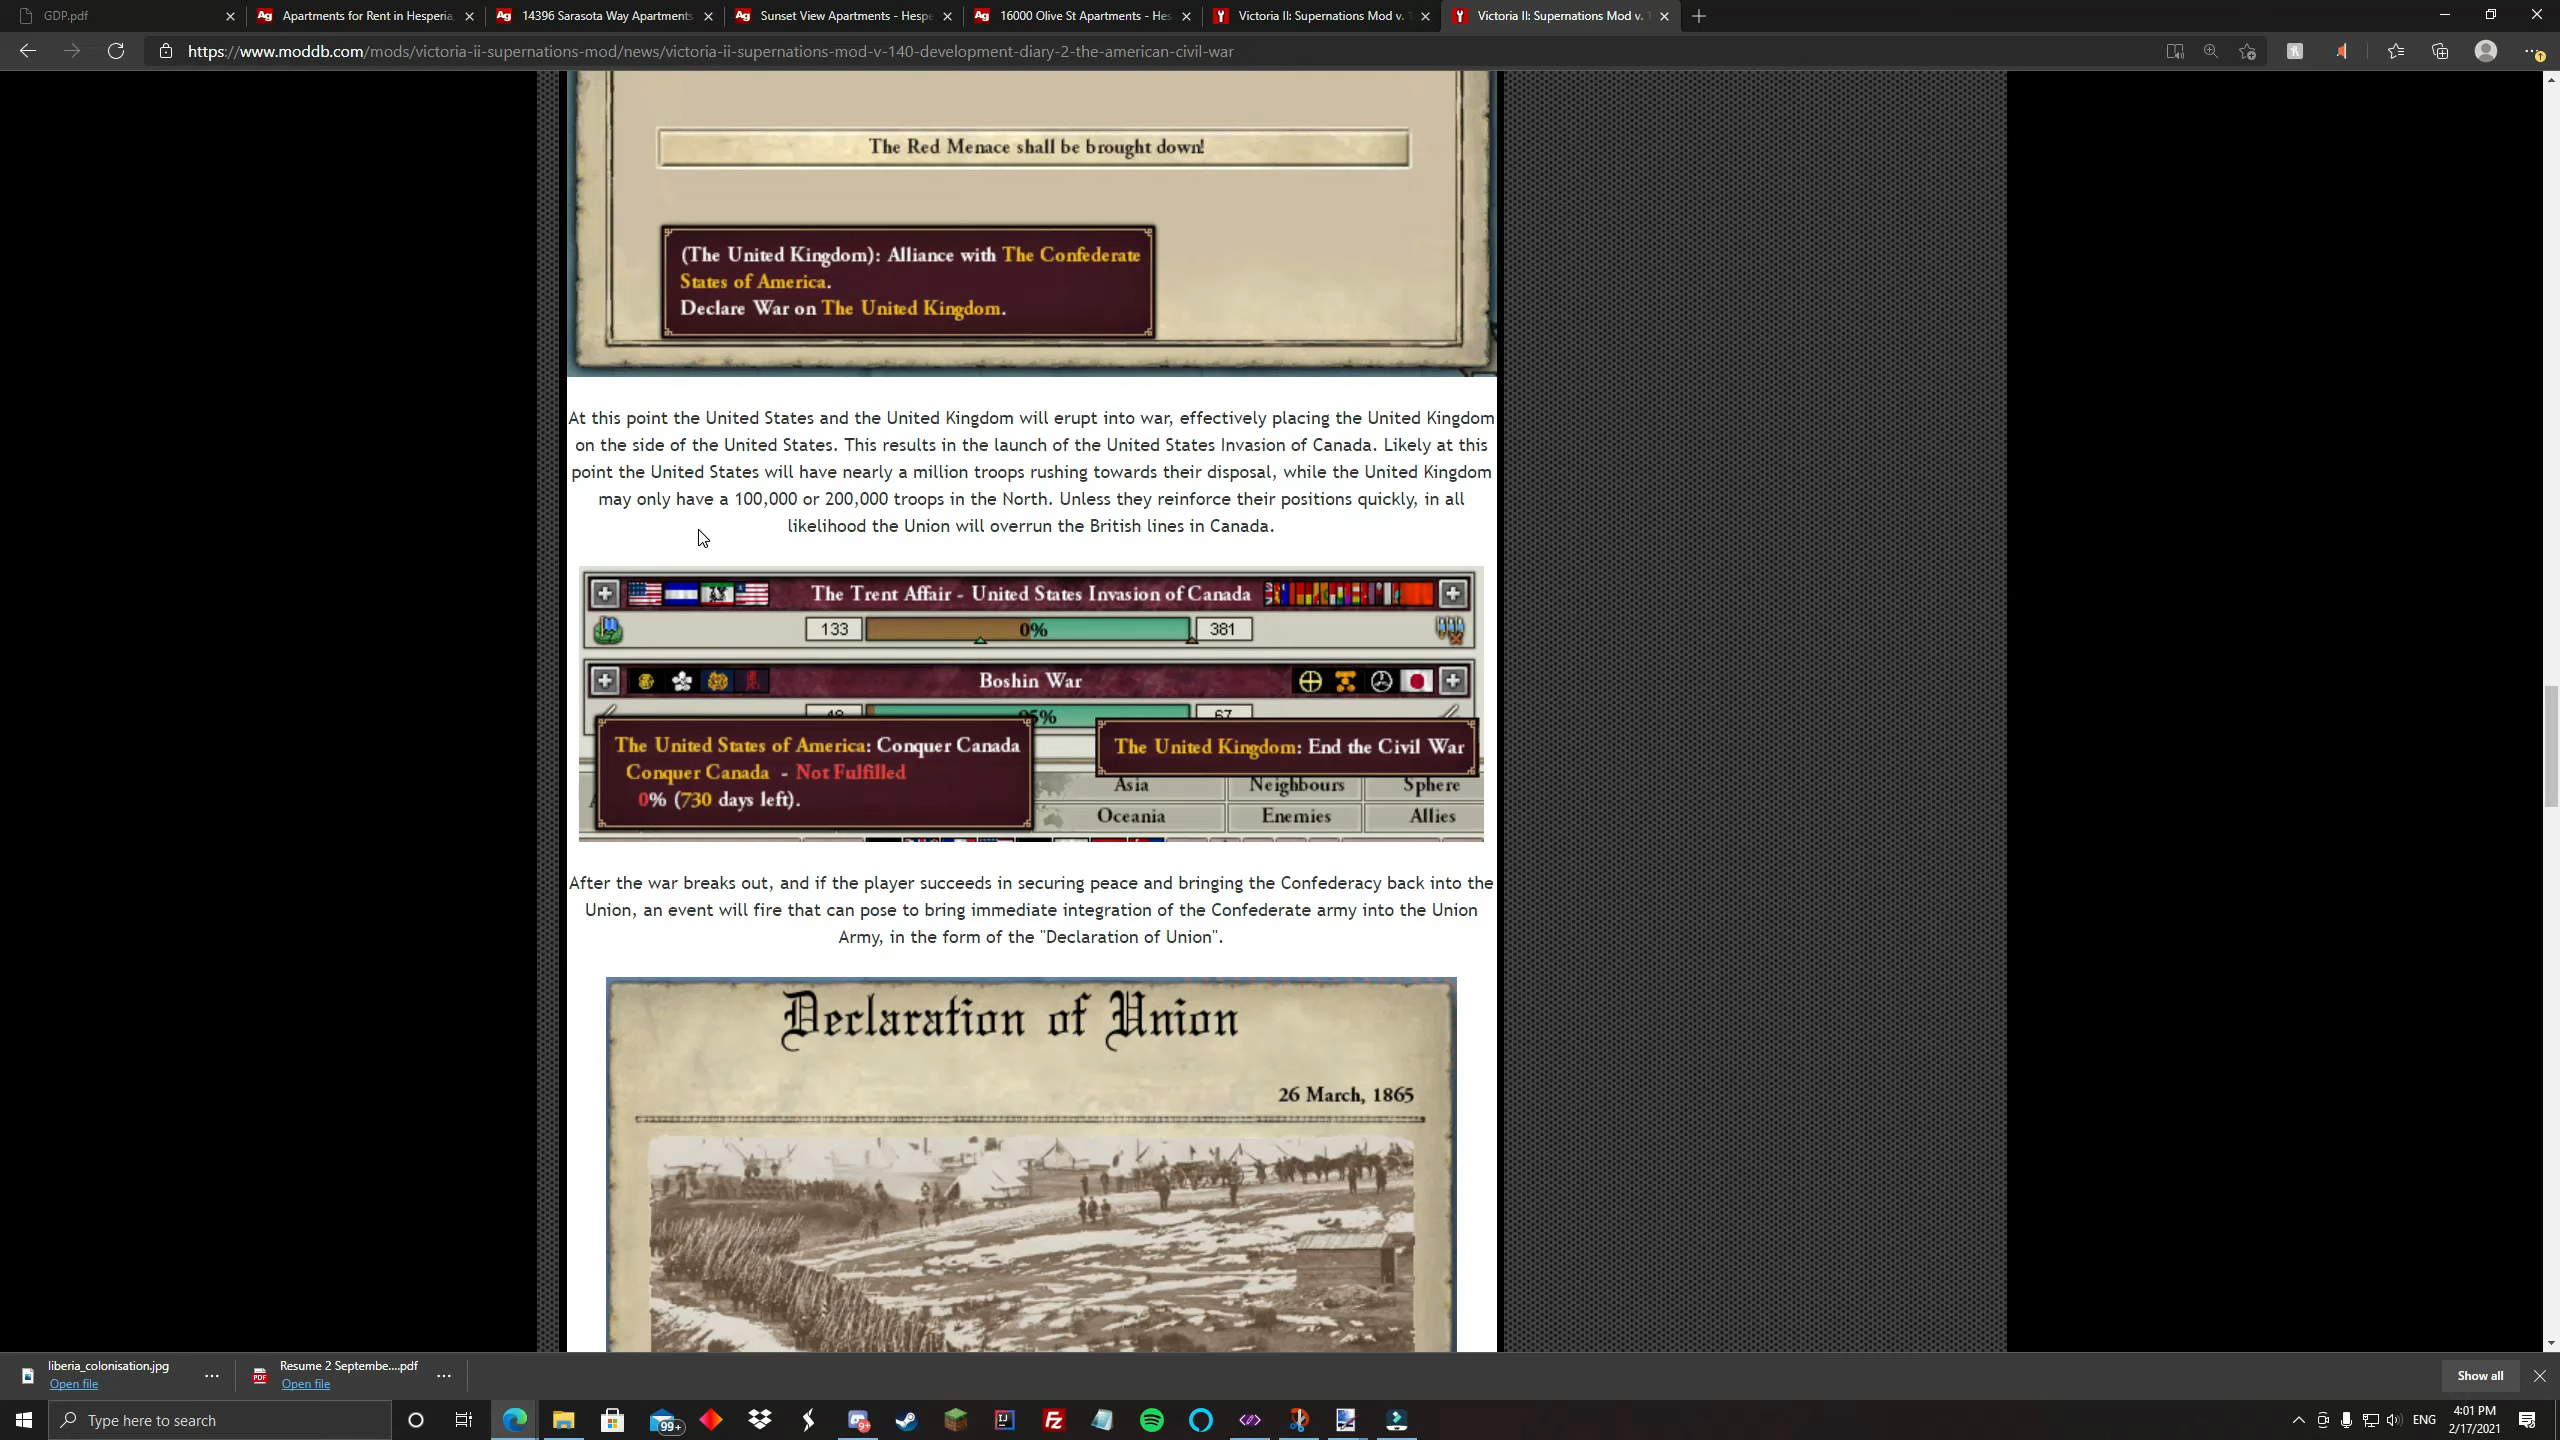 GDP.pdf
Apartments for Rent in Hesperia,
14396 Sarasota Way Apartments
Sunset View Apartments - Hespe
16000 Olive St Apartments - Hes
Victoria II: Supernations Mod v. 1
Victoria II: Supernations Mod v. 1
https://www.moddb.com/mods/victoria-ii-supernations-mod/news/victoria-ii-supernations-mod-v-140-development-diary-2-the-american-civil-war
The Red Menace shall be brought down!
(The United Kingdom): Alliance with The Confederate
States of America.
Declare War on The United Kingdom.
At this point the United States and the United Kingdom will erupt into war, effectively placing the United Kingdom
on the side of the United States. This results in the launch of the United States Invasion of Canada. Likely at this
point the United States will have nearly a million troops rushing towards their disposal, while the United Kingdom
may only have a 100,000 or 200,000 troops in the North. Unless they reinforce their positions quickly, in all
likelihood the Union will overrun the British lines in Canada.
The Trent Affair - United States Invasion of Canada
133
0%
381
Boshin War
67
The United States of America: Conquer Canada
Conquer Canada - Not Fulfilled
0% (730 days left).
The United Kingdom: End the Civil War
Asia
Neighbours
Sphere
Oceania
Enemies
Allies
After the war breaks out, and if the player succeeds in securing peace and bringing the Confederacy back into the
Union, an event will fire that can pose to bring immediate integration of the Confederate army into the Union
Army, in the form of the "Declaration of Union".
Declaration of Union
26 March, 1865
liberia_colonisation.jpg
Open file
Resume 2 Septembe....pdf
Open file
Show all
Type here to search
99+
9+
ENG
4:01 PM
2/17/2021